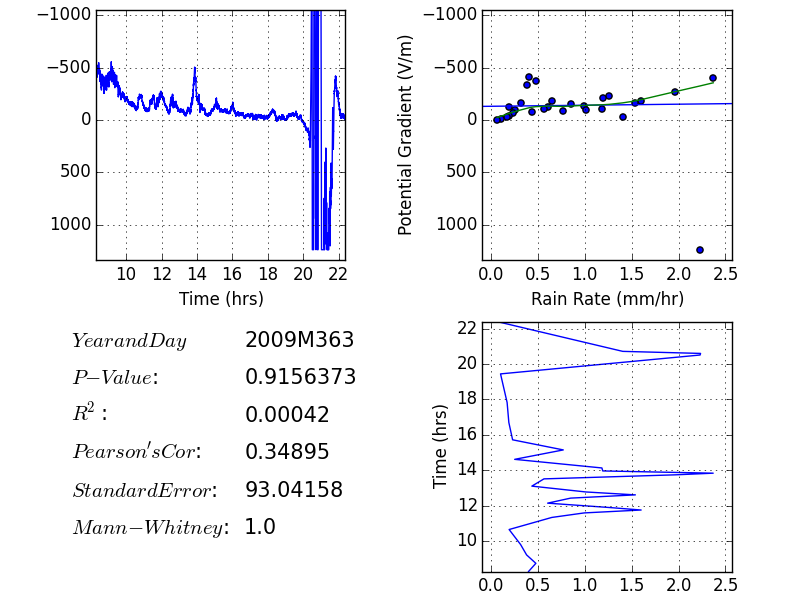 −1000
−500
0
500
1000
10 12 14 16 18 20 22
Time (hrs)
−1000
−500
0
500
1000
Potential Gradient (V/m)
0.0 0.5 1.0 1.5 2.0 2.5
Rain Rate (mm/hr)
YearandDay 2009M363
P−Value: 0.9156373
R²: 0.00042
Pearson'sCor: 0.34895
StandardError: 93.04158
Mann−Whitney: 1.0
22
20
18
16
14
12
10
Time (hrs)
0.0 0.5 1.0 1.5 2.0 2.5